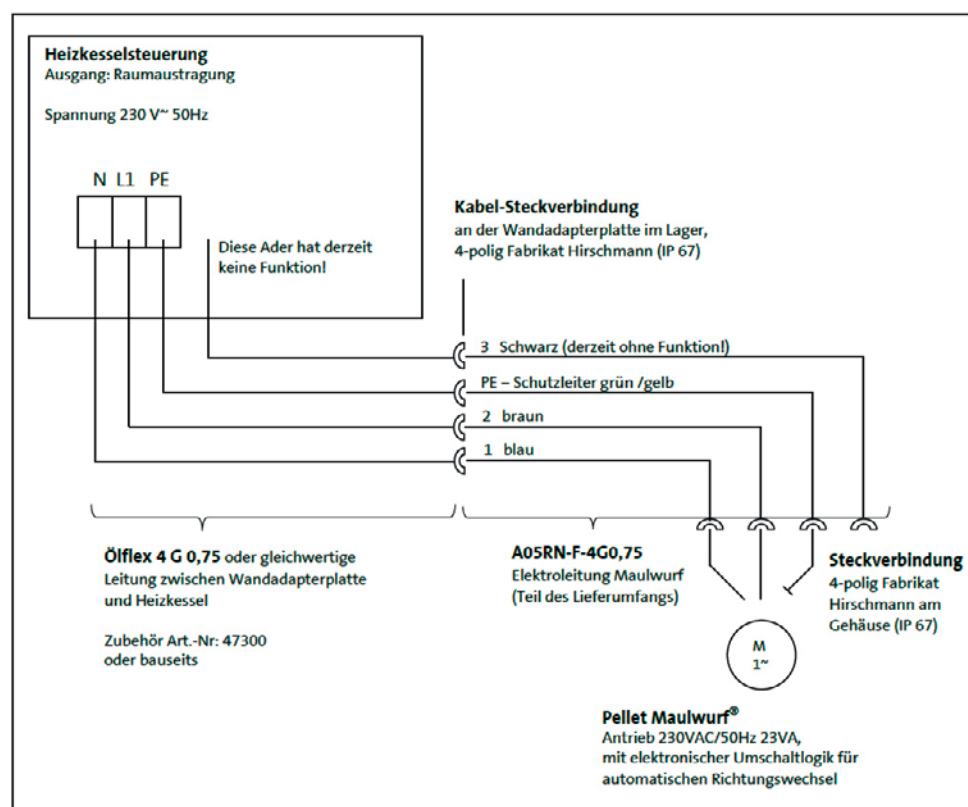 Heizkesselsteuerung
Ausgang: Raumaustragung
Spannung 230 V~ 50Hz
N L1 PE
Diese Ader hat derzeit
keine Funktion!
Kabel-Steckverbindung
an der Wandadapterplatte im Lager,
4-polig Fabrikat Hirschmann (IP 67)
3 Schwarz (derzeit ohne Funktion!)
PE – Schutzleiter grün /gelb
2 braun
1 blau
Ölflex 4 G 0,75 oder gleichwertige
Leitung zwischen Wandadapterplatte
und Heizkessel
Zubehör Art.-Nr: 47300
oder bauseits
A05RN-F-4G0,75
Elektroleitung Maulwurf
(Teil des Lieferumfangs)
Steckverbindung
4-polig Fabrikat
Hirschmann am
Gehäuse (IP 67)
M
1~
Pellet Maulwurf®
Antrieb 230VAC/50Hz 23VA,
mit elektronischer Umschaltlogik für
automatischen Richtungswechsel